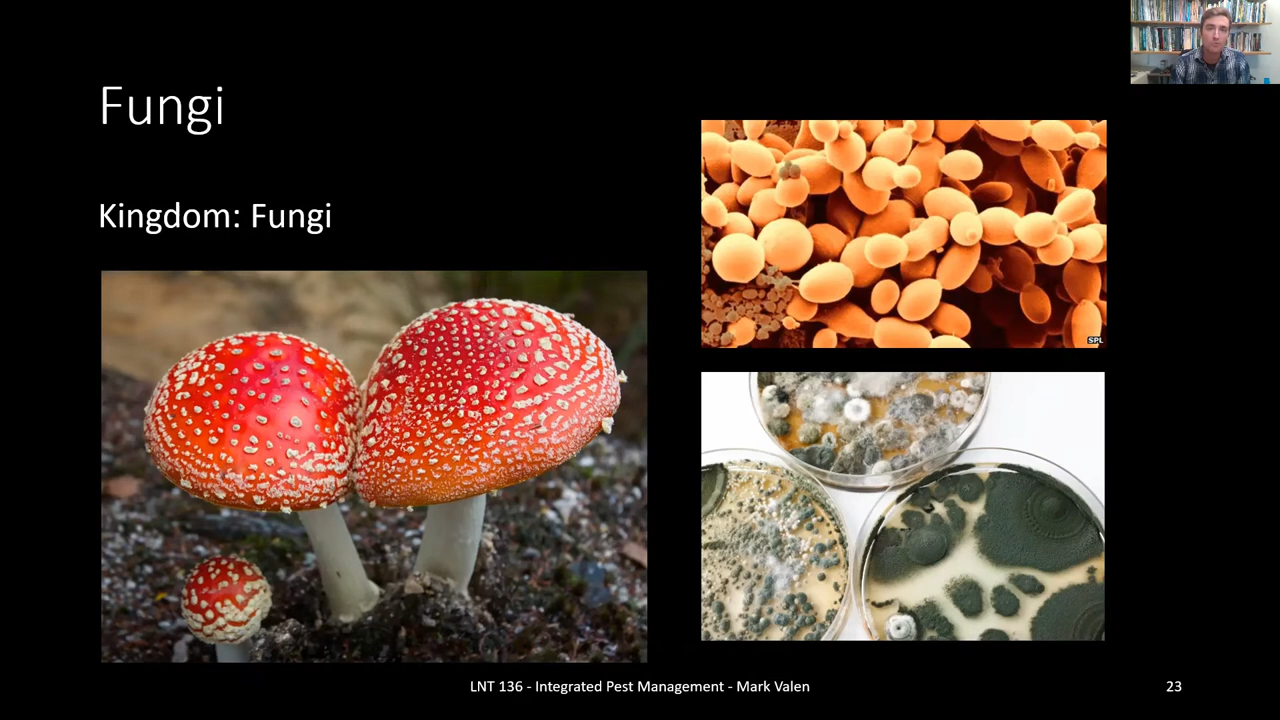 Fungi
Kingdom: Fungi
SPL
LNT 136 - Integrated Pest Management - Mark Valen
23